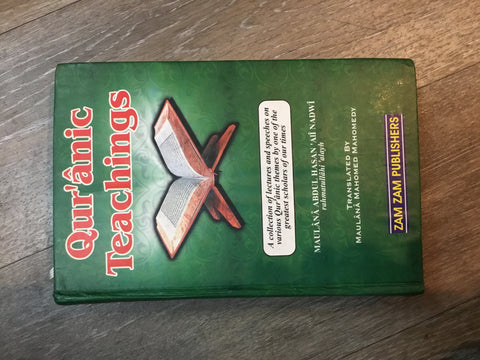 Qur'ânic
Teachings
A collection of lectures and speeches on
various Qur'ânic themes by one of the
greatest scholars of our times
MAULÂNÂ ABDUL HASAN 'Alî NADWÎ
rahmatullâhi 'alayh
TRANSLATED BY
MAULÂNÂ MAHOMED MAHOMEDY
ZAM ZAM PUBLISHERS